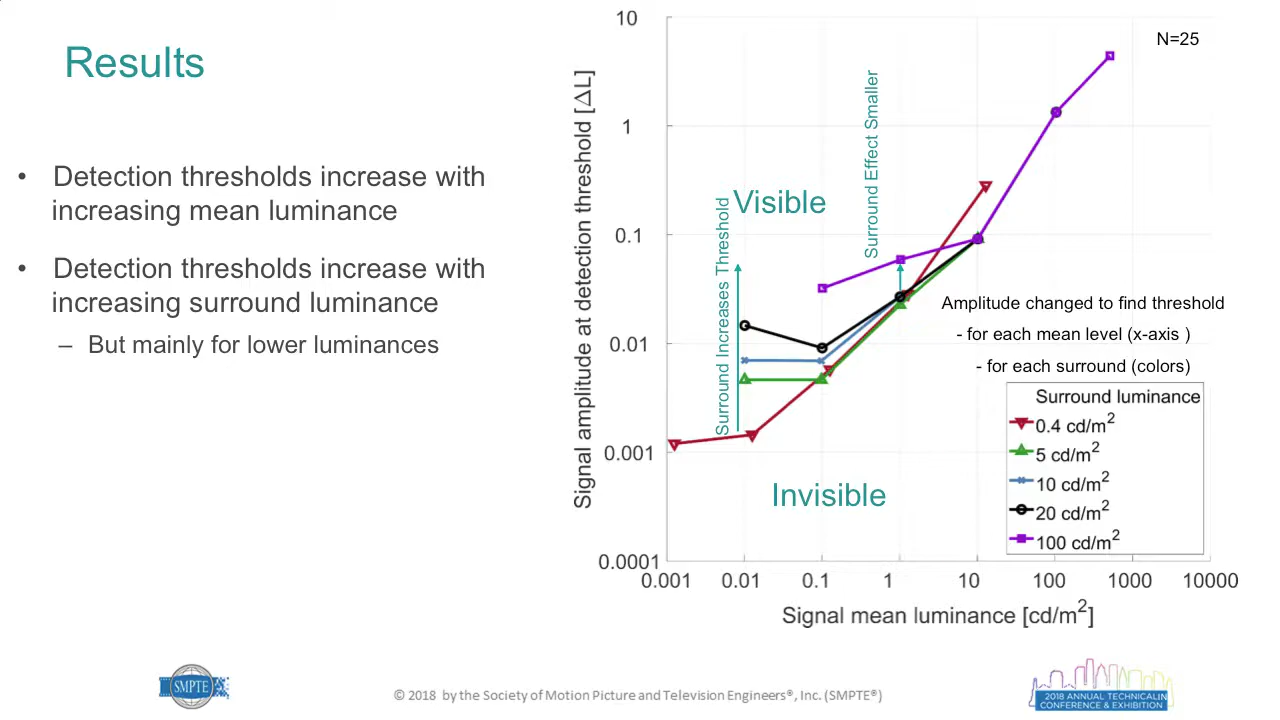 Results
• Detection thresholds increase with
increasing mean luminance
• Detection thresholds increase with
increasing surround luminance
– But mainly for lower luminances
N=25
10
1
0.1
0.01
0.001
0.0001
Signal amplitude at detection threshold [△L]
Surround Increases Threshold
Surround Effect Smaller
Visible
Invisible
Amplitude changed to find threshold
- for each mean level (x-axis )
- for each surround (colors)
Surround luminance
0.4 cd/m²
5 cd/m²
10 cd/m²
20 cd/m²
100 cd/m²
0.001 0.01 0.1 1 10 100 1000 10000
Signal mean luminance [cd/m²]
SMPTE
© 2018 by the Society of Motion Picture and Television Engineers®, Inc. (SMPTE®)
2018 ANNUAL TECHNICAL
CONFERENCE & EXHIBITION